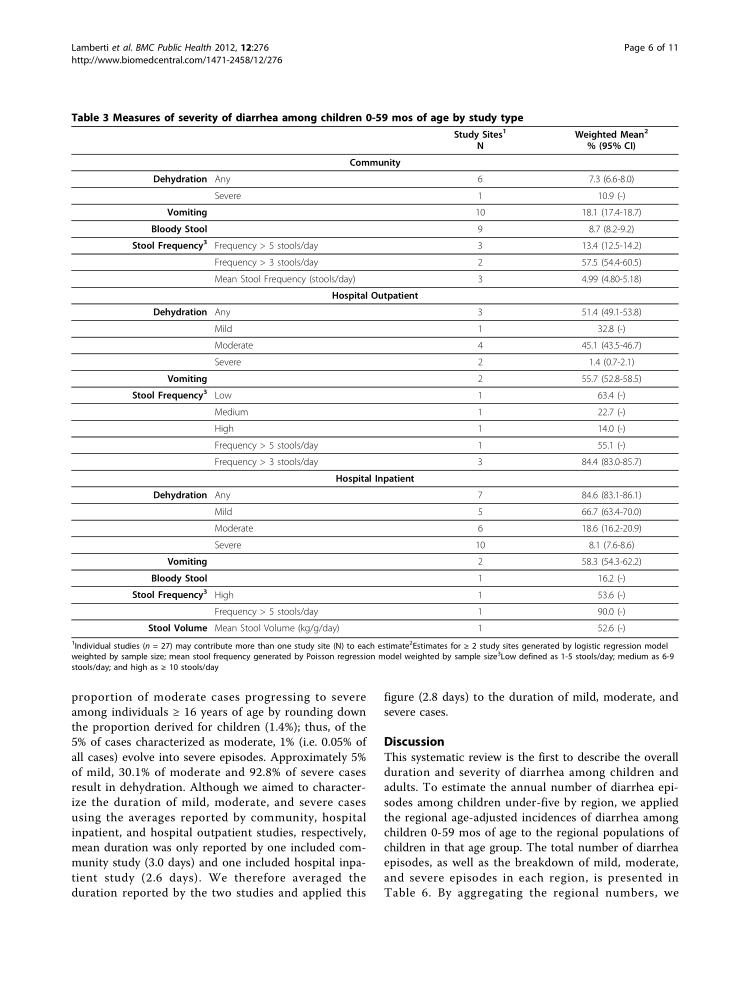 Lamberti et al. BMC Public Health 2012, 12:276
http://www.biomedcentral.com/1471-2458/12/276
Page 6 of 11
Table 3 Measures of severity of diarrhea among children 0-59 mos of age by study type
Study Sites¹ Weighted Mean²
N % (95% CI)
Community
Dehydration Any 6 7.3 (6.6-8.0)
Severe 1 10.9 (-)
Vomiting 10 18.1 (17.4-18.7)
Bloody Stool 9 8.7 (8.2-9.2)
Stool Frequency³ Frequency > 5 stools/day 3 13.4 (12.5-14.2)
Frequency > 3 stools/day 2 57.5 (54.4-60.5)
Mean Stool Frequency (stools/day) 3 4.99 (4.80-5.18)
Hospital Outpatient
Dehydration Any 3 51.4 (49.1-53.8)
Mild 1 32.8 (-)
Moderate 4 45.1 (43.5-46.7)
Severe 2 1.4 (0.7-2.1)
Vomiting 2 55.7 (52.8-58.5)
Stool Frequency³ Low 1 63.4 (-)
Medium 1 22.7 (-)
High 1 14.0 (-)
Frequency > 5 stools/day 1 55.1 (-)
Frequency > 3 stools/day 3 84.4 (83.0-85.7)
Hospital Inpatient
Dehydration Any 7 84.6 (83.1-86.1)
Mild 5 66.7 (63.4-70.0)
Moderate 6 18.6 (16.2-20.9)
Severe 10 8.1 (7.6-8.6)
Vomiting 2 58.3 (54.3-62.2)
Bloody Stool 1 16.2 (-)
Stool Frequency³ High 1 53.6 (-)
Frequency > 5 stools/day 1 90.0 (-)
Stool Volume Mean Stool Volume (kg/g/day) 1 52.6 (-)
¹Individual studies (n = 27) may contribute more than one study site (N) to each estimate²Estimates for ≥ 2 study sites generated by logistic regression model
weighted by sample size; mean stool frequency generated by Poisson regression model weighted by sample size³Low defined as 1-5 stools/day; medium as 6-9
stools/day; and high as ≥ 10 stools/day
proportion of moderate cases progressing to severe
among individuals ≥ 16 years of age by rounding down
the proportion derived for children (1.4%); thus, of the
5% of cases characterized as moderate, 1% (i.e. 0.05% of
all cases) evolve into severe episodes. Approximately 5%
of mild, 30.1% of moderate and 92.8% of severe cases
result in dehydration. Although we aimed to character-
ize the duration of mild, moderate, and severe cases
using the averages reported by community, hospital
inpatient, and hospital outpatient studies, respectively,
mean duration was only reported by one included com-
munity study (3.0 days) and one included hospital inpa-
tient study (2.6 days). We therefore averaged the
duration reported by the two studies and applied this
figure (2.8 days) to the duration of mild, moderate, and
severe cases.
Discussion
This systematic review is the first to describe the overall
duration and severity of diarrhea among children and
adults. To estimate the annual number of diarrhea epi-
sodes among children under-five by region, we applied
the regional age-adjusted incidences of diarrhea among
children 0-59 mos of age to the regional populations of
children in that age group. The total number of diarrhea
episodes, as well as the breakdown of mild, moderate,
and severe episodes in each region, is presented in
Table 6. By aggregating the regional numbers, we